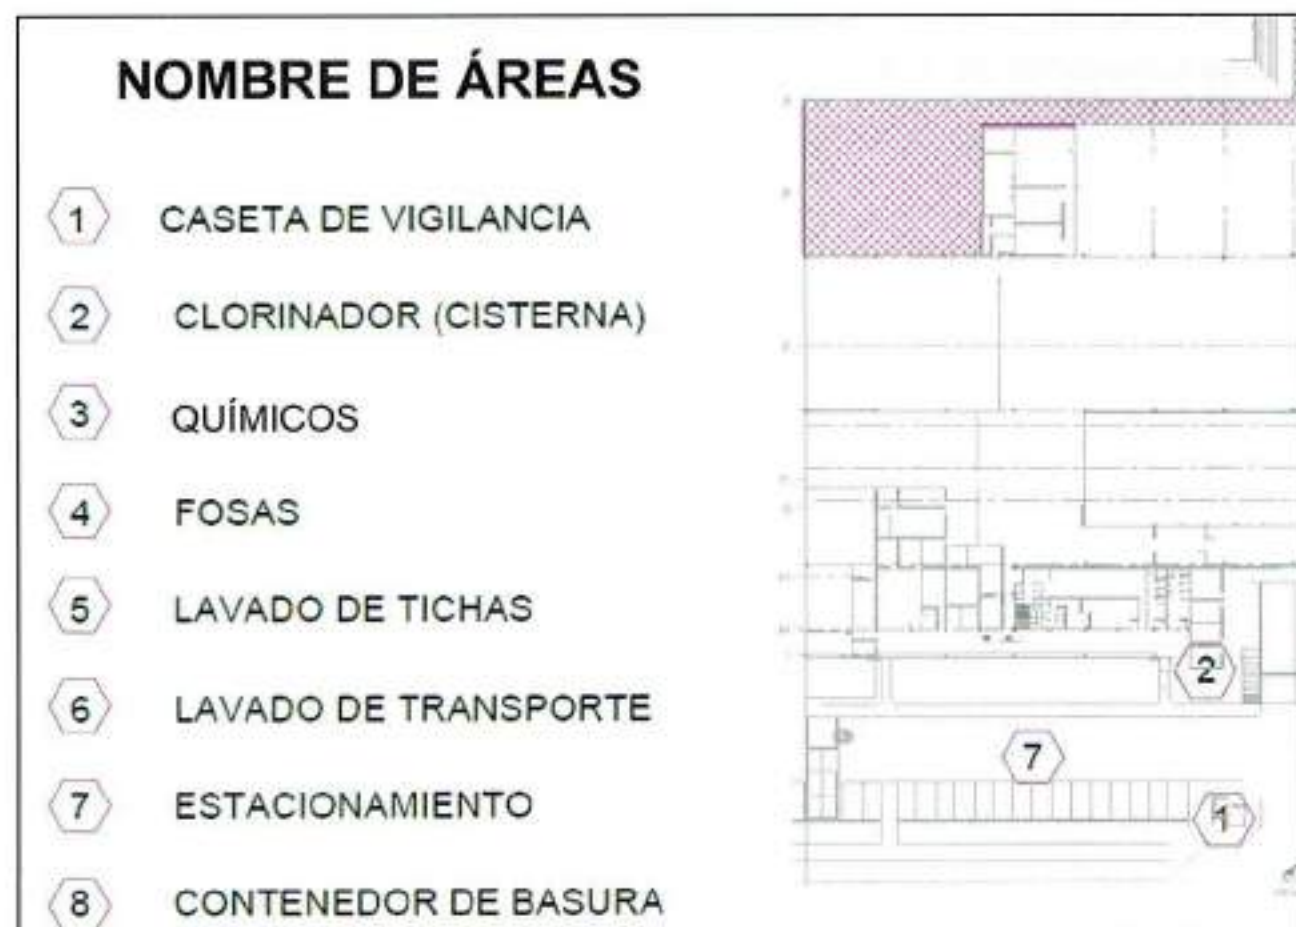 NOMBRE DE ÁREAS
1 CASETA DE VIGILANCIA
2 CLORINADOR (CISTERNA)
3 QUÍMICOS
4 FOSAS
5 LAVADO DE TICHAS
6 LAVADO DE TRANSPORTE
7 ESTACIONAMIENTO
8 CONTENEDOR DE BASURA
2
7
1